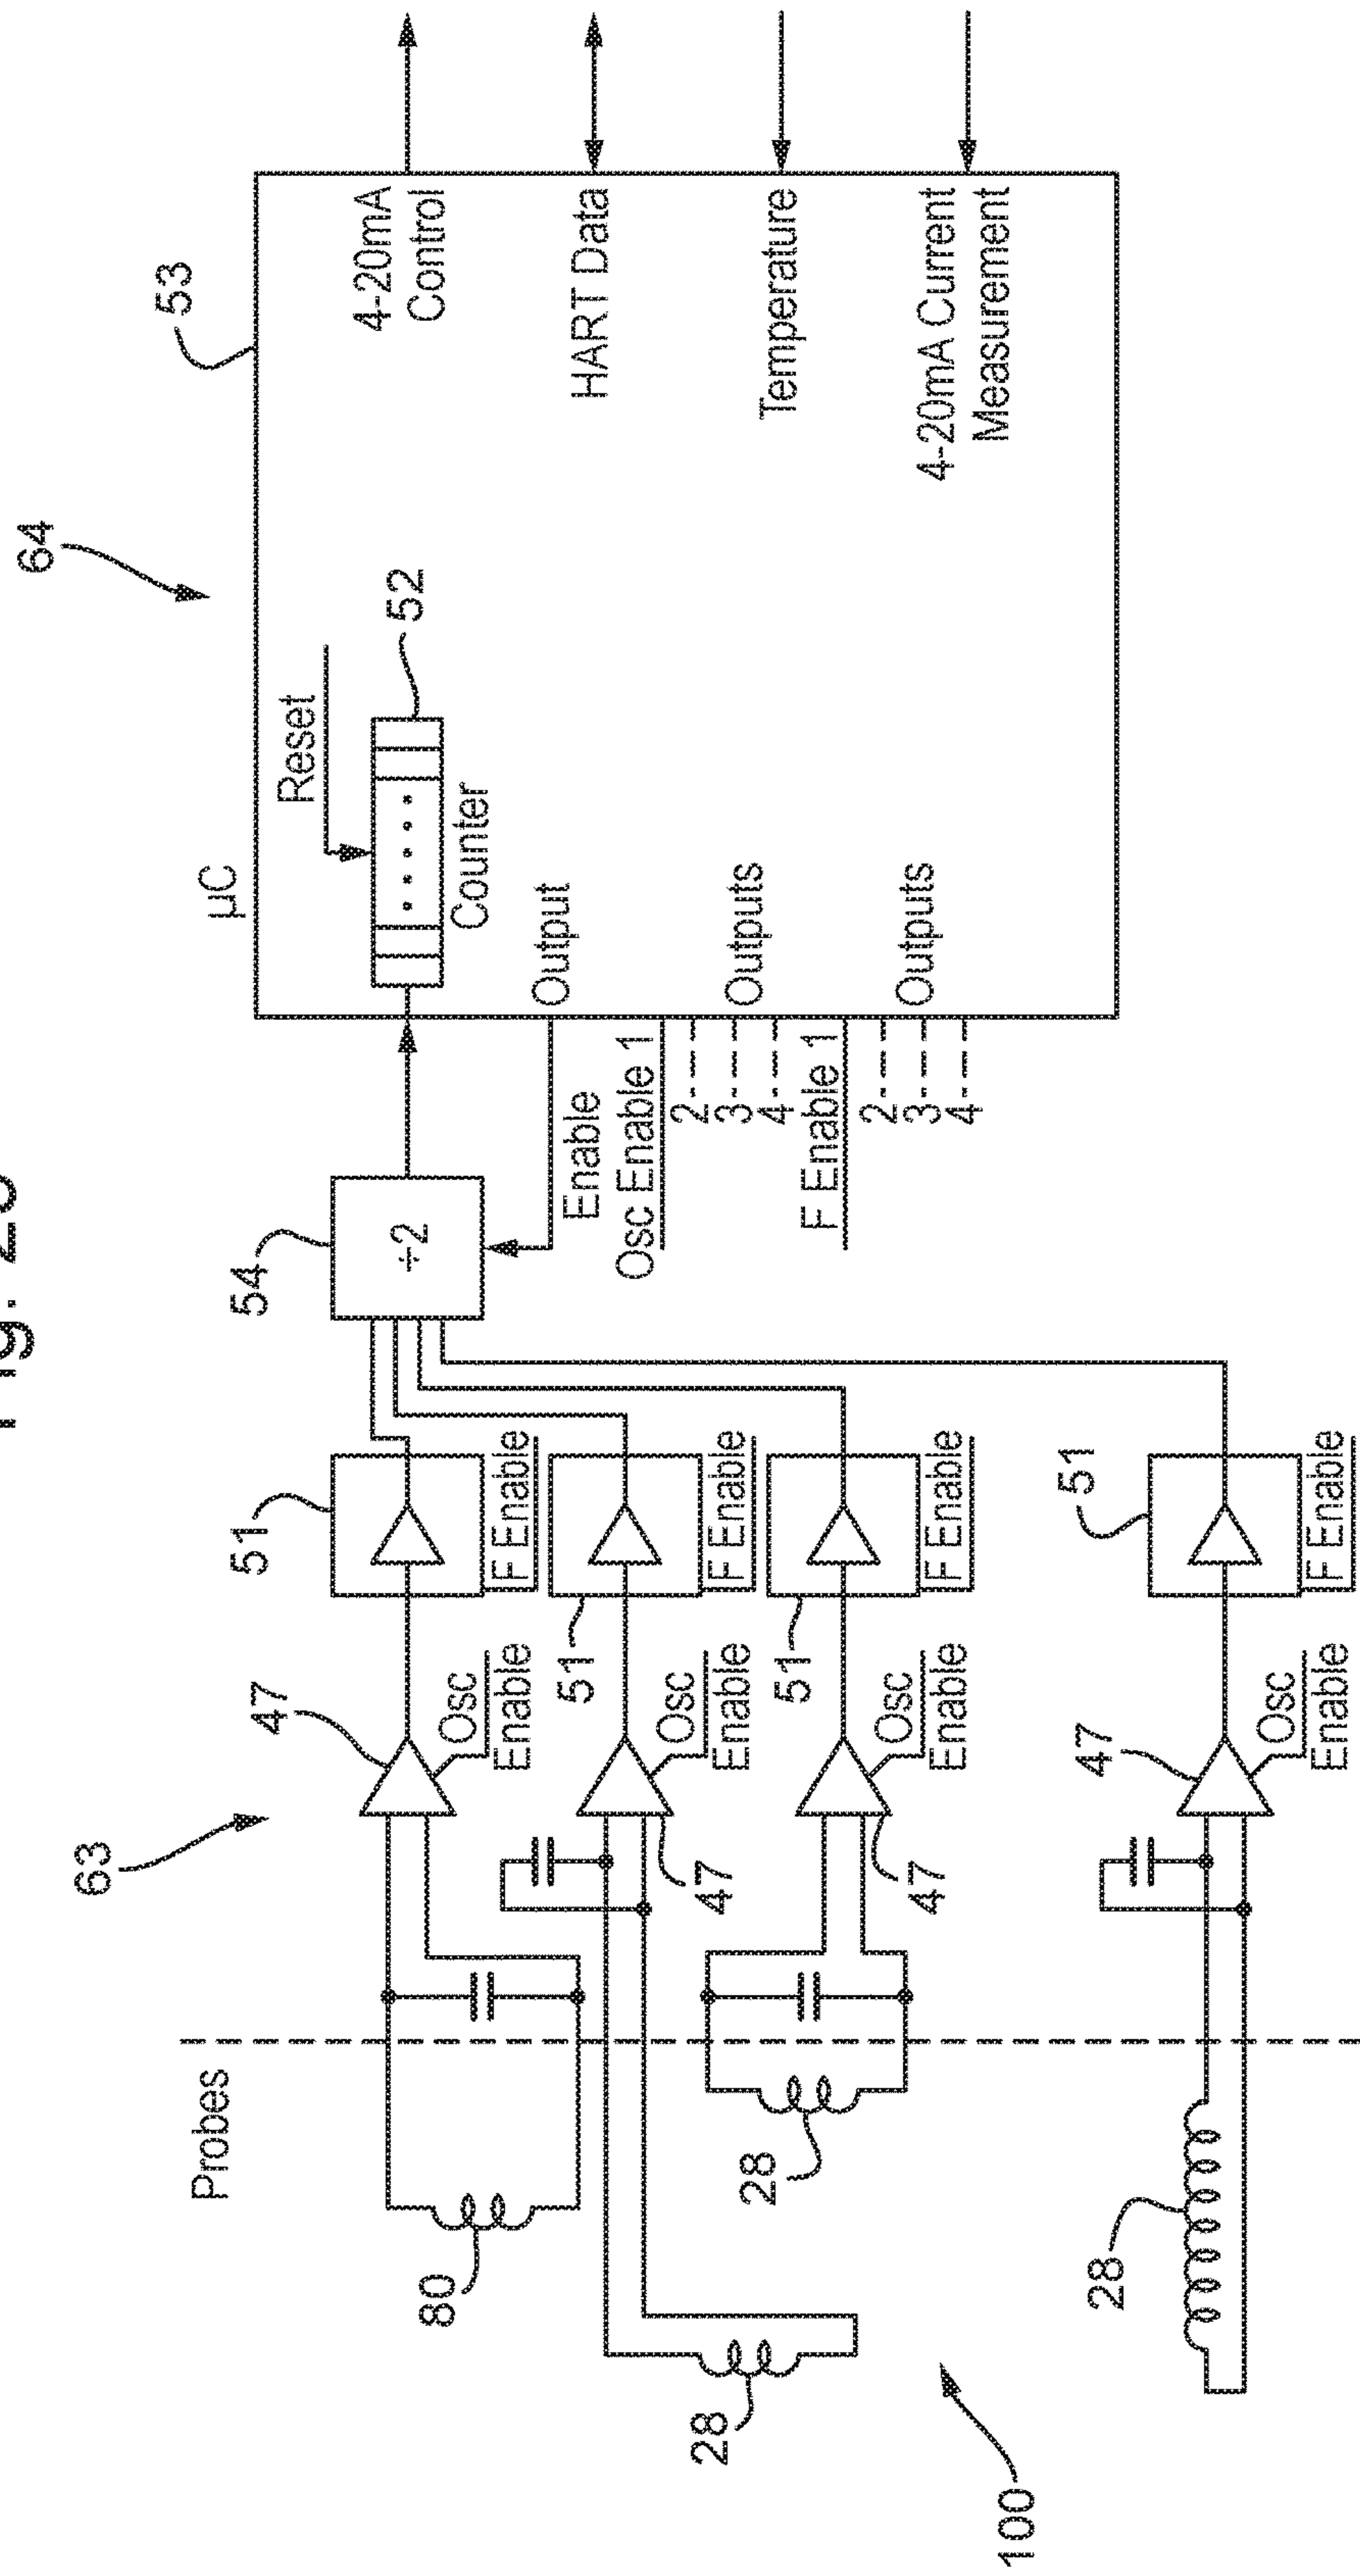 Probes
80
28
28
28
100
63
47
47
47
47
Osc
Enable
Osc
Enable
Osc
Enable
Osc
Enable
51
51
51
51
F Enable
F Enable
F Enable
F Enable
54
÷2
Enable
Osc Enable 1
2
3
4
F Enable 1
2
3
4
64
53
µC
Reset
52
Counter
Output
Outputs
Outputs
4-20mA
Control
HART Data
Temperature
4-20mA Current
Measurement